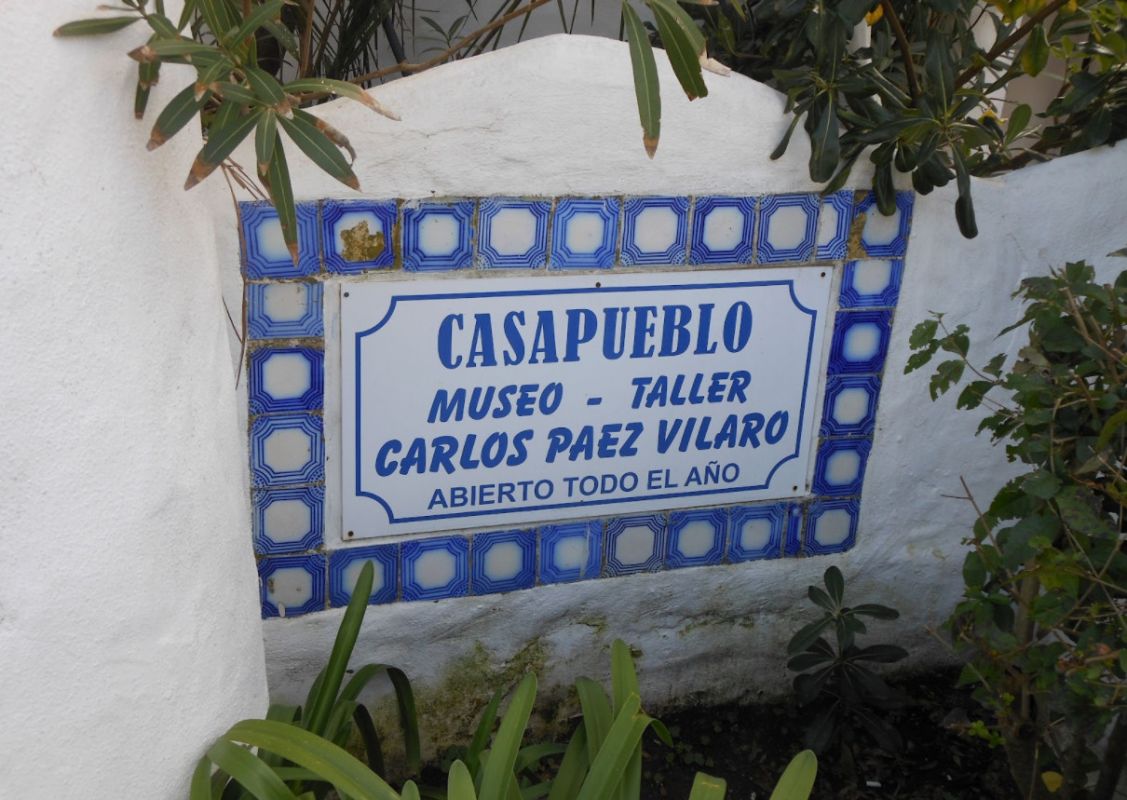 CASAPUEBLO
MUSEO - TALLER
CARLOS PAEZ VILARO
ABIERTO TODO EL AÑO